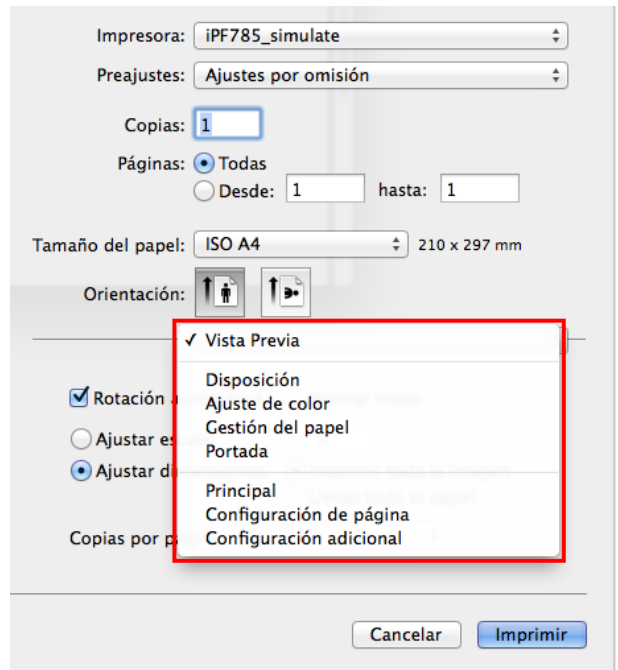 Impresora: iPF785_simulate
Preajustes: Ajustes por omisión
Copias: 1
Páginas: Todas
Desde: 1 hasta: 1
Tamaño del papel: ISO A4 210 x 297 mm
Orientación:
✓ Vista Previa
Disposición
Rotación
Ajuste de color
Gestión del papel
Ajustar
Portada
Ajustar
Principal
Configuración de página
Copias por
Configuración adicional
Cancelar Imprimir